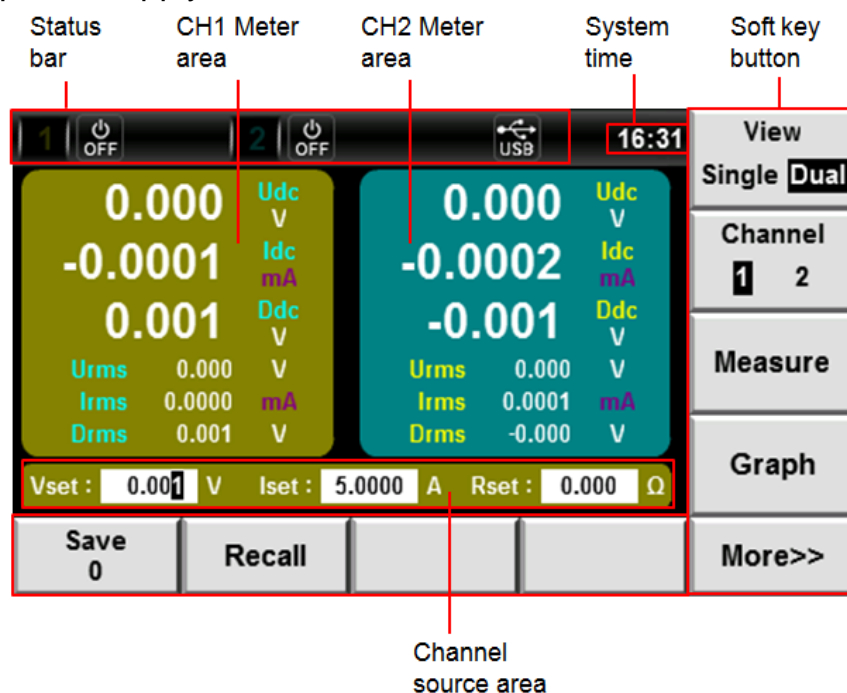 Status bar
CH1 Meter area
CH2 Meter area
System time
Soft key button
1 OFF 2 OFF USB 16:31
View
Single Dual
Channel
1 2
Measure
Graph
More>>
0.000 Udc V
-0.0001 Idc mA
0.001 Ddc V
Urms 0.000 V
Irms 0.0000 mA
Drms 0.001 V
0.000 Udc V
-0.0002 Idc mA
-0.001 Ddc V
Urms 0.000 V
Irms 0.0001 mA
Drms -0.000 V
Vset : 0.001 V Iset : 5.0000 A Rset : 0.000 Ω
Save 0
Recall
Channel source area